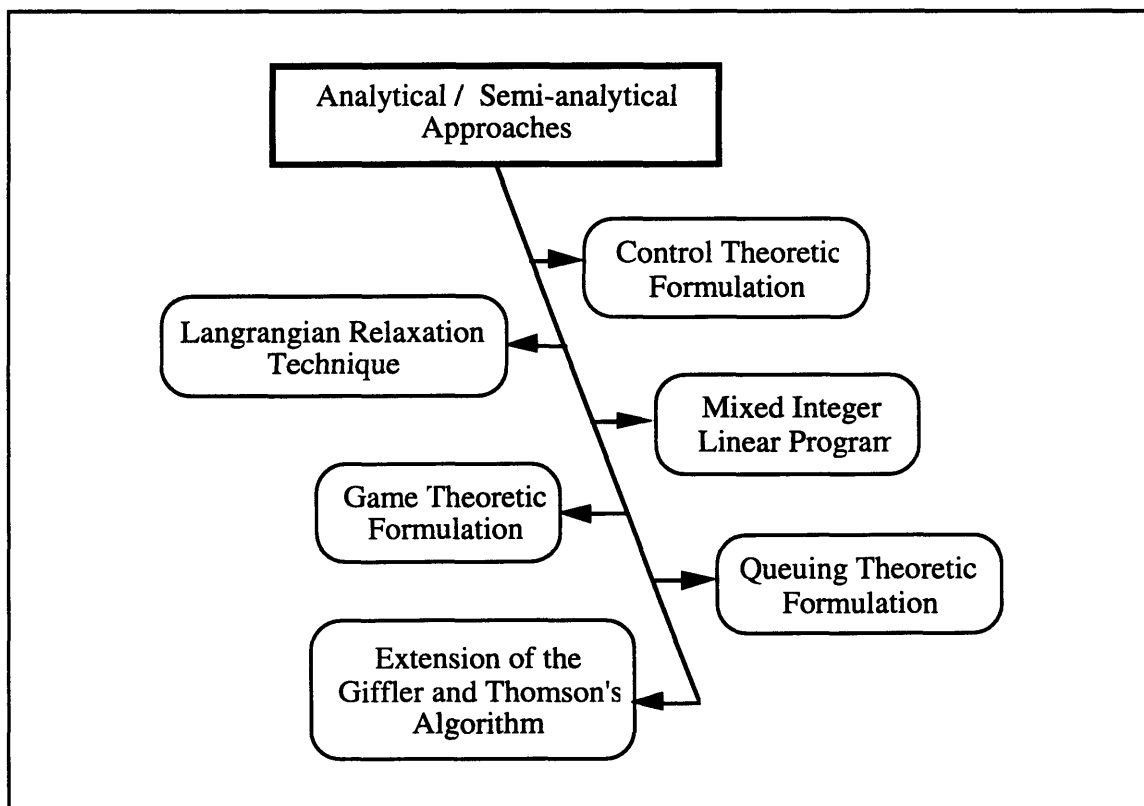 Analytical / Semi-analytical
Approaches
Control Theoretic
Formulation
Langrangian Relaxation
Technique
Mixed Integer
Linear Program
Game Theoretic
Formulation
Queuing Theoretic
Formulation
Extension of the
Giffler and Thomson's
Algorithm